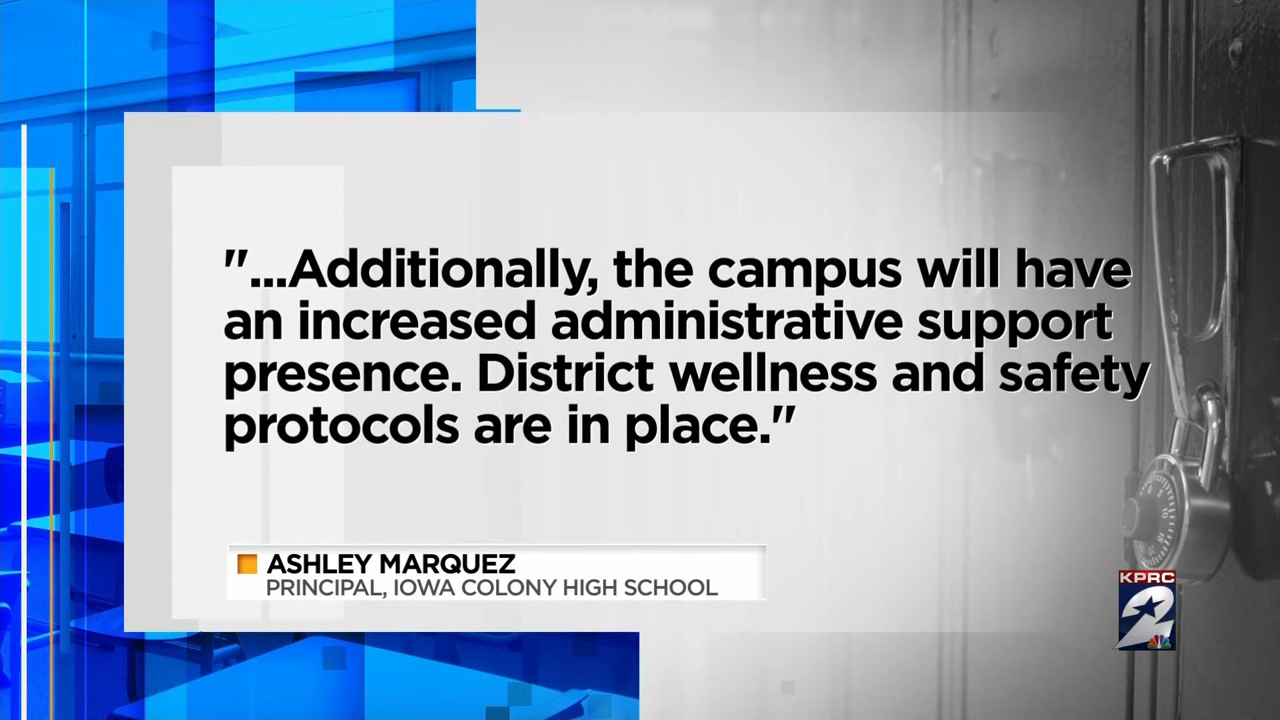 "...Additionally, the campus will have
an increased administrative support
presence. District wellness and safety
protocols are in place."
ASHLEY MARQUEZ
PRINCIPAL, IOWA COLONY HIGH SCHOOL
KPRC
2